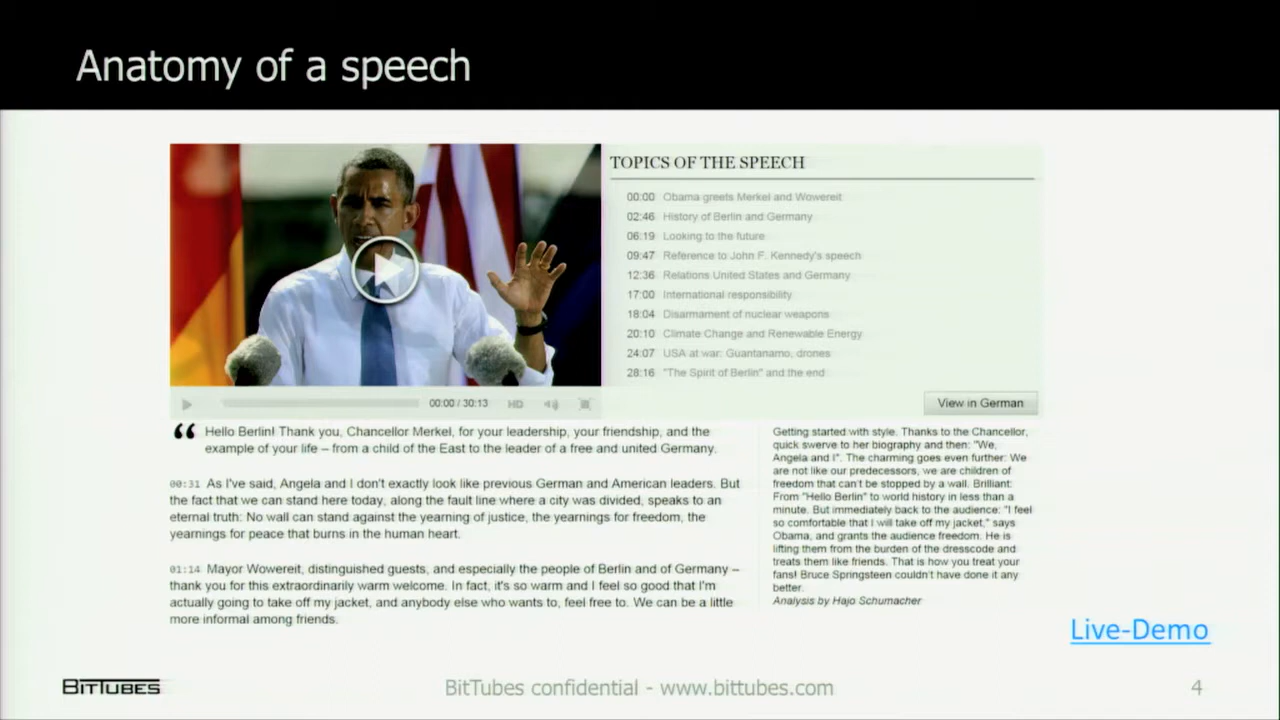 Anatomy of a speech
TOPICS OF THE SPEECH
00:00 Obama greets Merkel and Wowereit
02:46 History of Berlin and Germany
06:19 Looking to the future
09:47 Reference to John F. Kennedy's speech
12:36 Relations United States and Germany
17:00 International responsibility
18:04 Disarmament of nuclear weapons
20:10 Climate Change and Renewable Energy
24:07 USA at war: Guantanamo, drones
28:16 "The Spirit of Berlin" and the end
00:00 / 30:13 HD
View in German
“ Hello Berlin! Thank you, Chancellor Merkel, for your leadership, your friendship, and the
example of your life – from a child of the East to the leader of a free and united Germany.
00:31 As I've said, Angela and I don't exactly look like previous German and American leaders. But
the fact that we can stand here today, along the fault line where a city was divided, speaks to an
eternal truth: No wall can stand against the yearning of justice, the yearnings for freedom, the
yearnings for peace that burns in the human heart.
01:14 Mayor Wowereit, distinguished guests, and especially the people of Berlin and of Germany –
thank you for this extraordinarily warm welcome. In fact, it's so warm and I feel so good that I'm
actually going to take off my jacket, and anybody else who wants to, feel free to. We can be a little
more informal among friends.
Getting started with style. Thanks to the Chancellor,
quick swerve to her biography and then: "We,
Angela and I". The charming goes even further: We
are not like our predecessors, we are children of
freedom that can't be stopped by a wall. Brilliant:
From "Hello Berlin" to world history in less than a
minute. But immediately back to the audience: "I feel
so comfortable that I will take off my jacket," says
Obama, and grants the audience freedom. He is
lifting them from the burden of the dresscode and
treats them like friends. That is how you treat your
fans! Bruce Springsteen couldn't have done it any
better.
Analysis by Hajo Schumacher
Live-Demo
BITTUBES
BitTubes confidential - www.bittubes.com
4